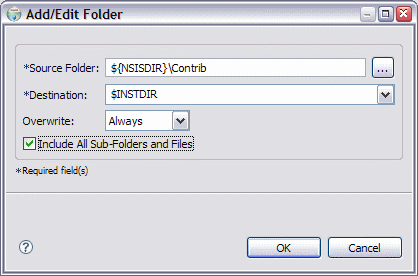 Add/Edit Folder
*Source Folder: ${NSISDIR}\Contrib ...
*Destination: $INSTDIR
Overwrite: Always
Include All Sub-Folders and Files
*Required field(s)
? OK Cancel